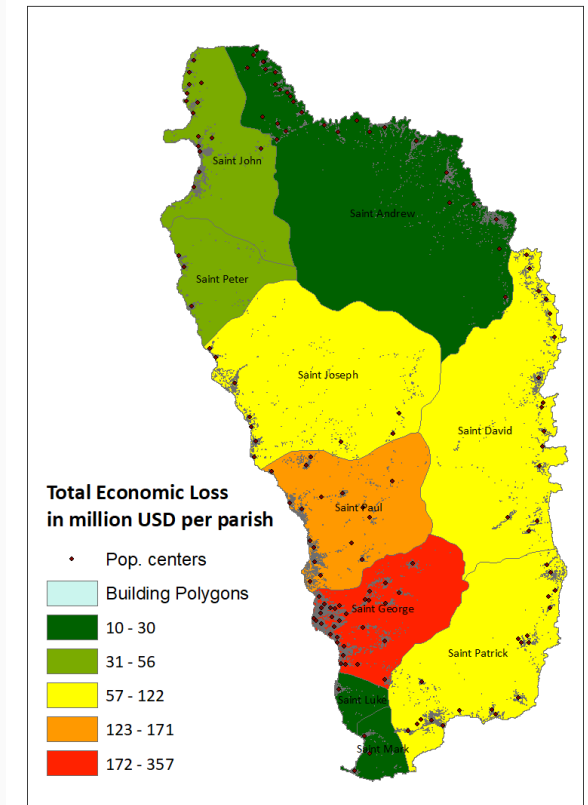 Saint John
Saint Andrew
Saint Peter
Saint Joseph
Saint David
Saint Paul
Saint George
Saint Patrick
Saint Luke
Saint Mark
Total Economic Loss
in million USD per parish
Pop. centers
Building Polygons
10 - 30
31 - 56
57 - 122
123 - 171
172 - 357